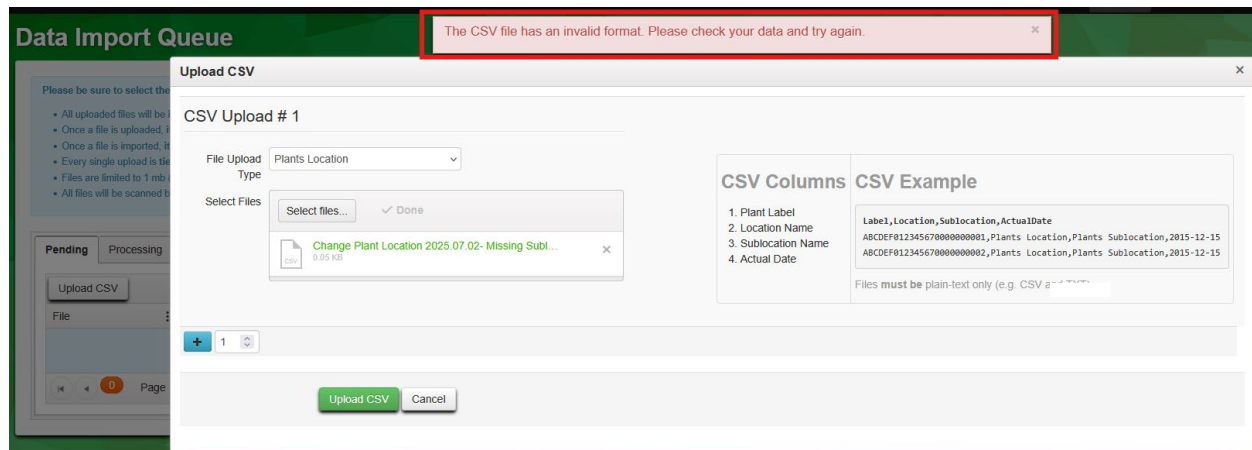 Data Import Queue
The CSV file has an invalid format. Please check your data and try again.
×
Upload CSV
×
Please be sure to select the
• All uploaded files will be
• Once a file is uploaded,
• Once a file is imported, it
• Every single upload is tie
• Files are limited to 1 mb
• All files will be scanned b
CSV Upload # 1
File Upload Type
Plants Location
Select Files
Select files...
✓ Done
CSV
Change Plant Location 2025.07.02- Missing Subl...
0.05 KB
×
CSV Columns
1. Plant Label
2. Location Name
3. Sublocation Name
4. Actual Date
CSV Example
Label,Location,Sublocation,ActualDate
ABCDEF012345670000000001,Plants Location,Plants Sublocation,2015-12-15
ABCDEF012345670000000002,Plants Location,Plants Sublocation,2015-12-15
Files must be plain-text only (e.g. CSV
Pending
Processing
Upload CSV
File
0
Page
+
1
Upload CSV
Cancel